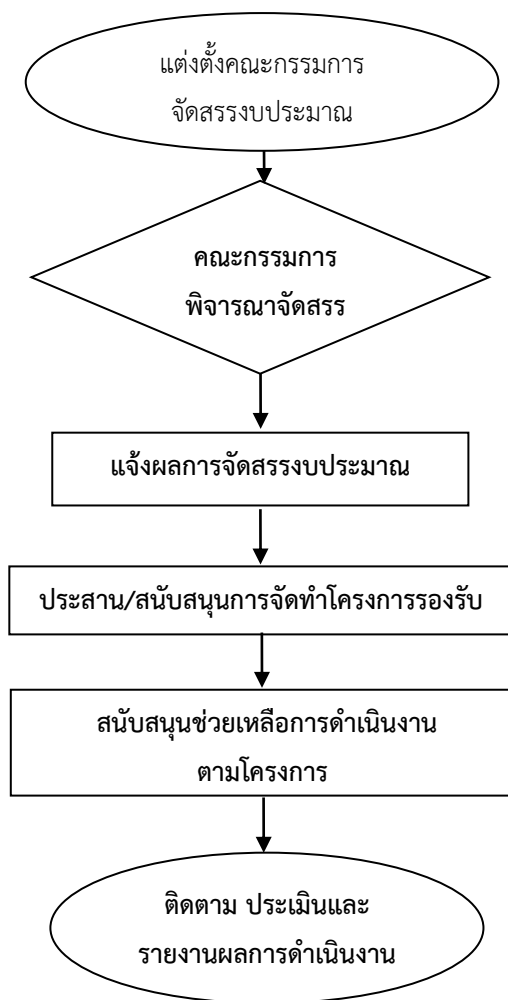 แต่งตั้งคณะกรรมการ
จัดสรรงบประมาณ
คณะกรรมการ
พิจารณาจัดสรร
แจ้งผลการจัดสรรงบประมาณ
ประสาน/สนับสนุนการจัดทำโครงการรองรับ
สนับสนุนช่วยเหลือการดำเนินงาน
ตามโครงการ
ติดตาม ประเมินและ
รายงานผลการดำเนินงาน